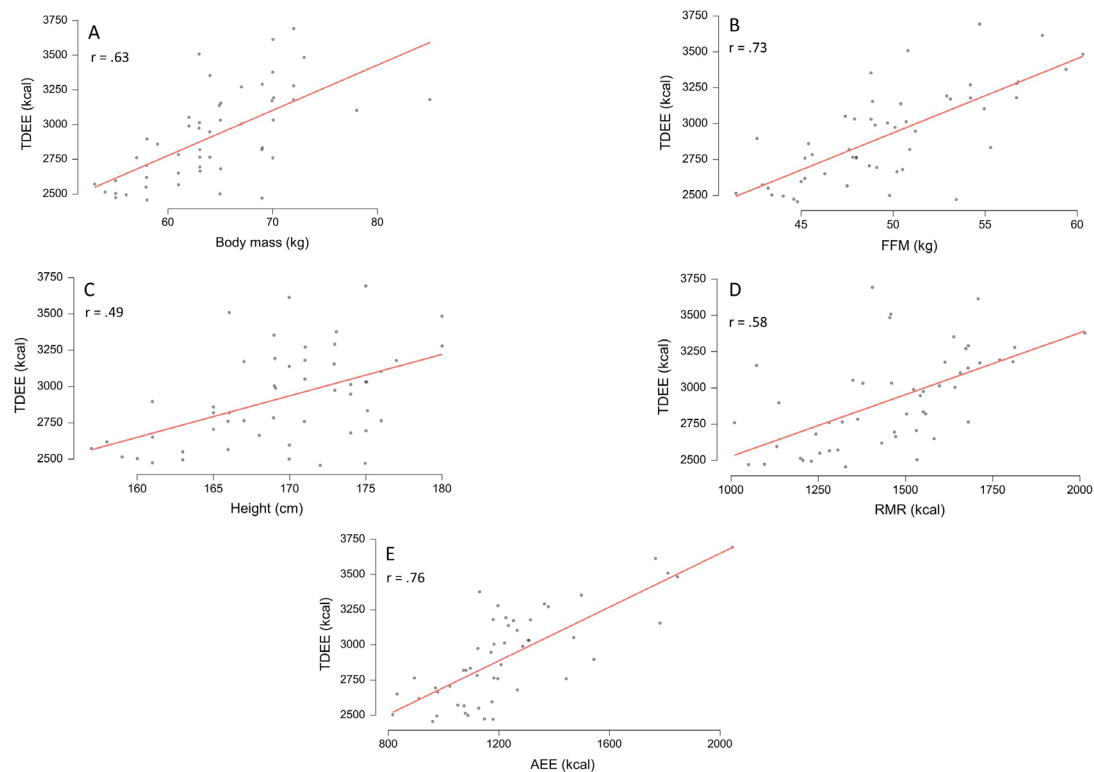 A
r = .63
TDEE (kcal)
3750
3500
3250
3000
2750
2500
60
70
80
Body mass (kg)
B
r = .73
TDEE (kcal)
3750
3500
3250
3000
2750
2500
45
50
55
60
FFM (kg)
C
r = .49
TDEE (kcal)
3750
3500
3250
3000
2750
2500
160
165
170
175
180
Height (cm)
D
r = .58
TDEE (kcal)
3750
3500
3250
3000
2750
2500
1000
1250
1500
1750
2000
RMR (kcal)
E
r = .76
TDEE (kcal)
3750
3500
3250
3000
2750
2500
800
1200
1600
2000
AEE (kcal)